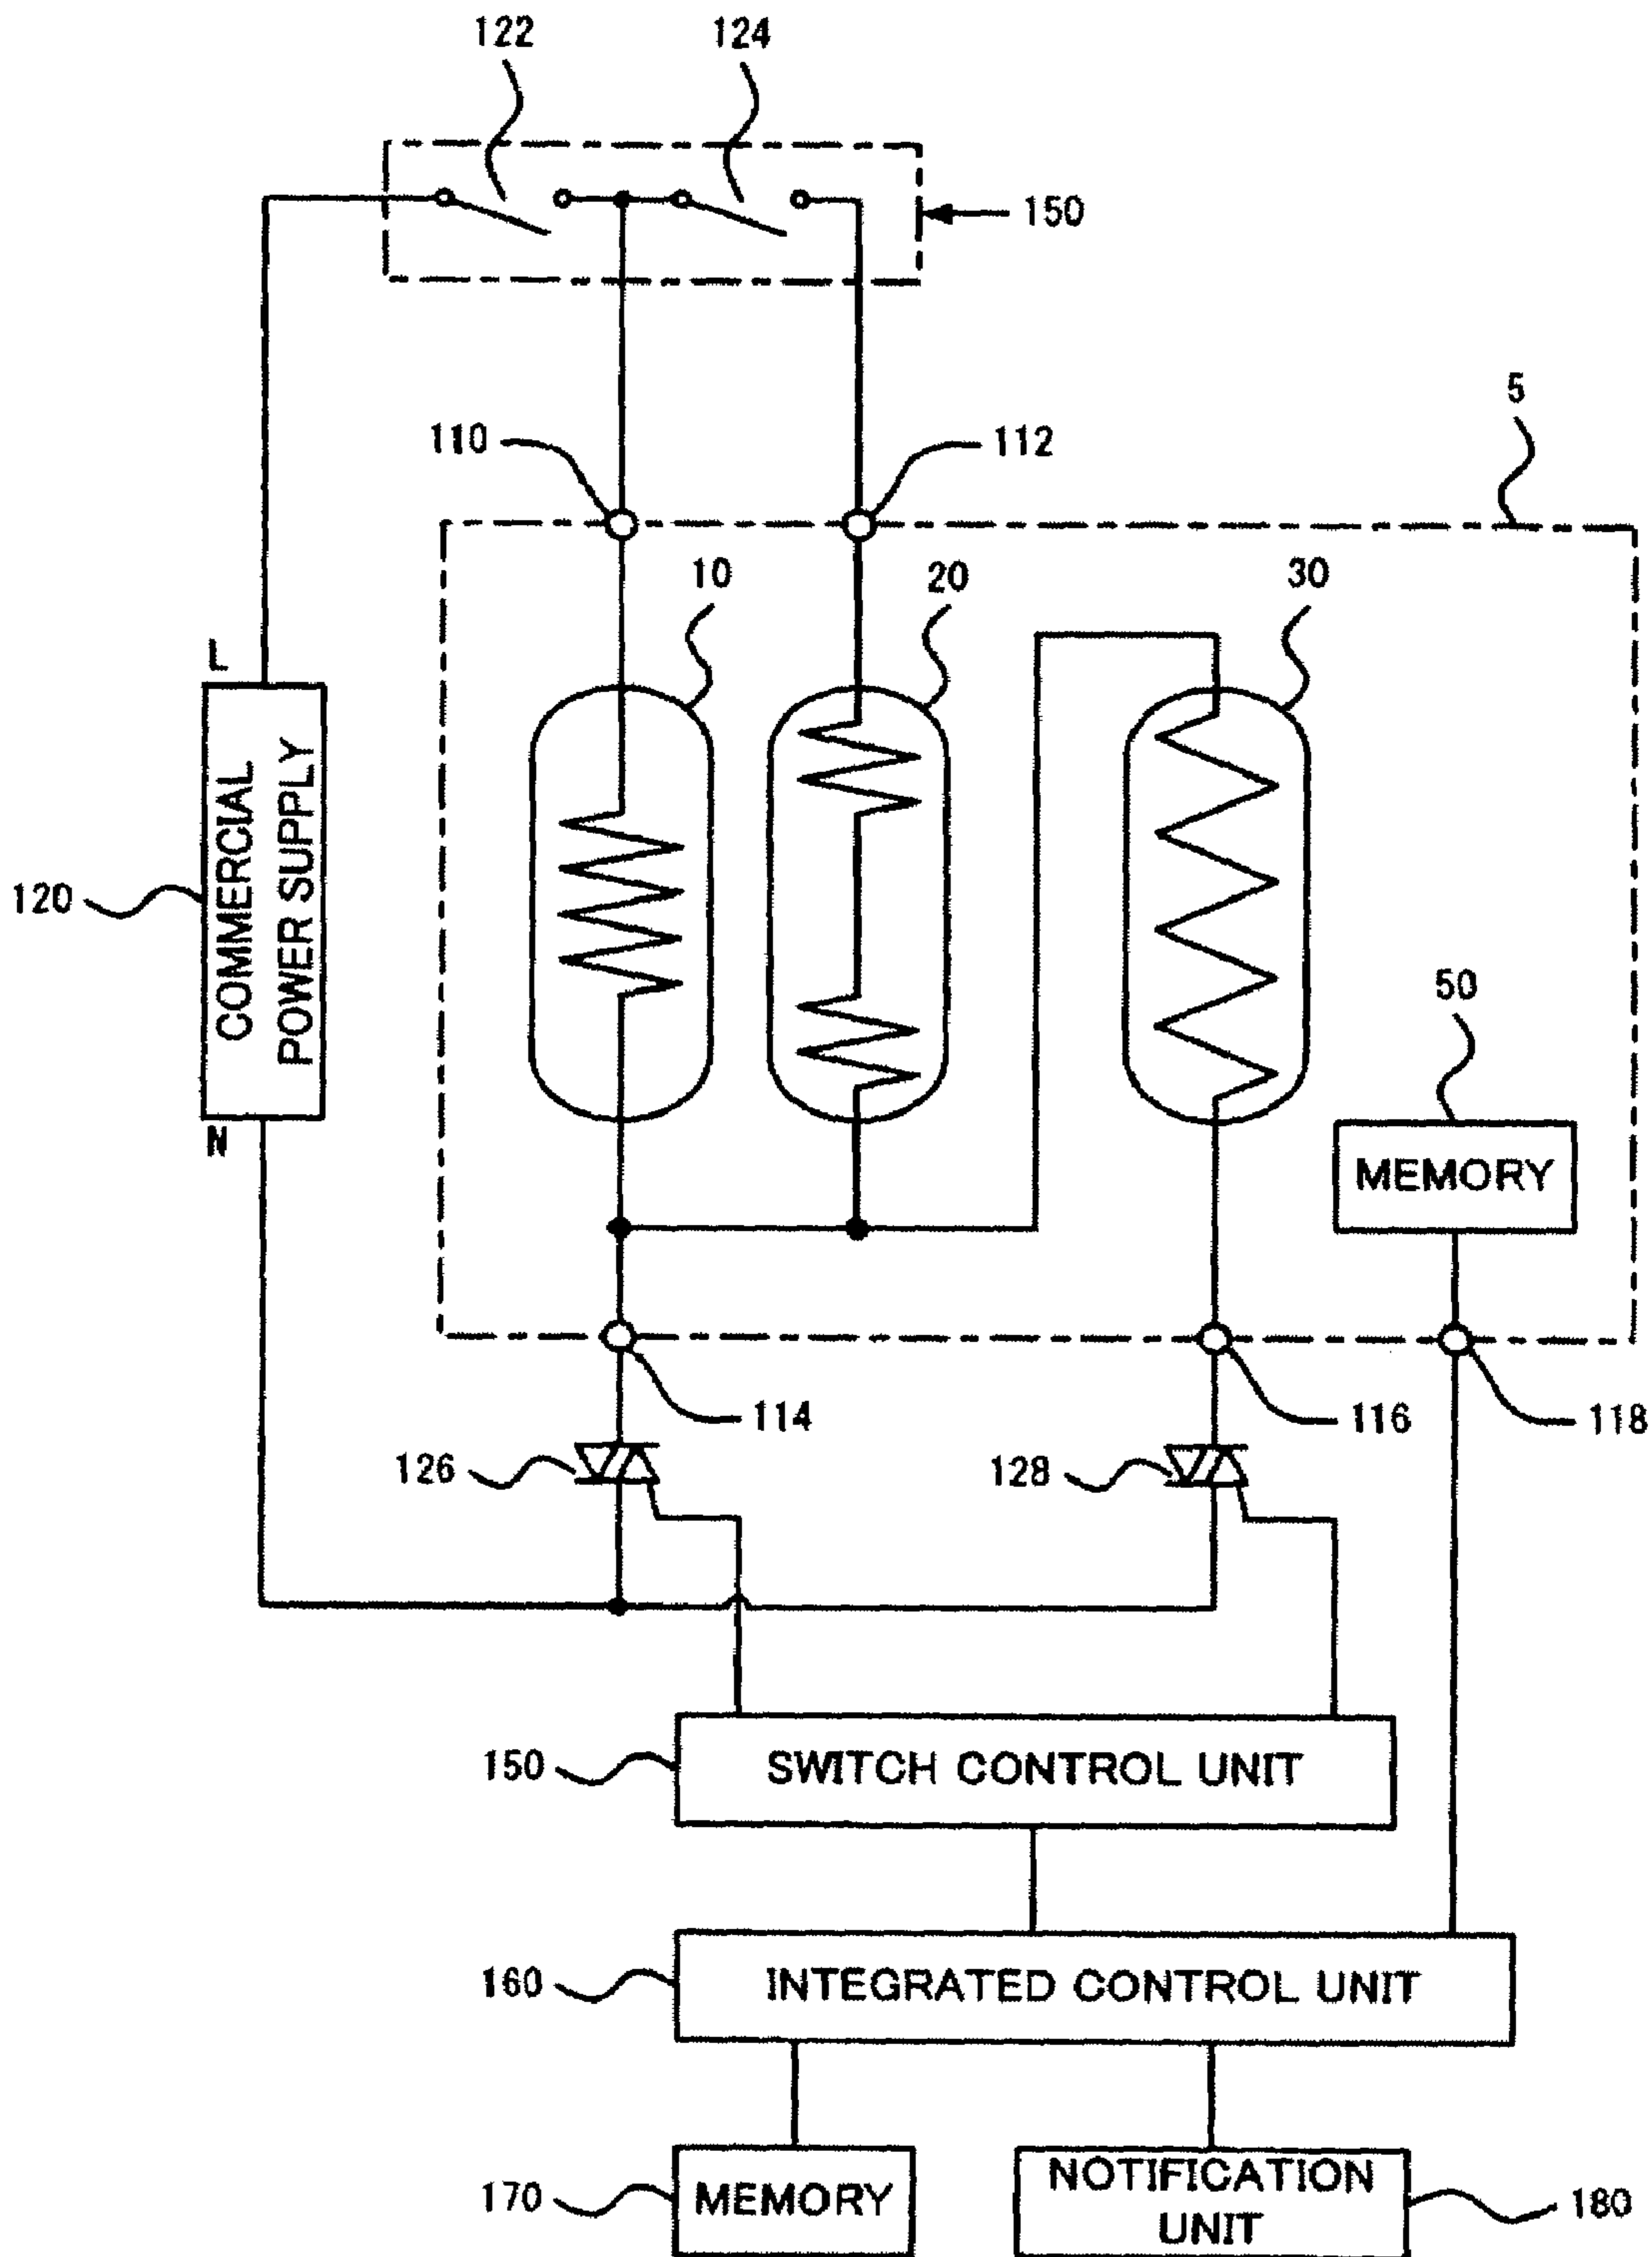 122
124
150
5
110
112
10
20
30
L
COMMERCIAL
POWER SUPPLY
120
N
50
MEMORY
114
116
118
126
128
150
SWITCH CONTROL UNIT
160
INTEGRATED CONTROL UNIT
170
MEMORY
NOTIFICATION
UNIT
180